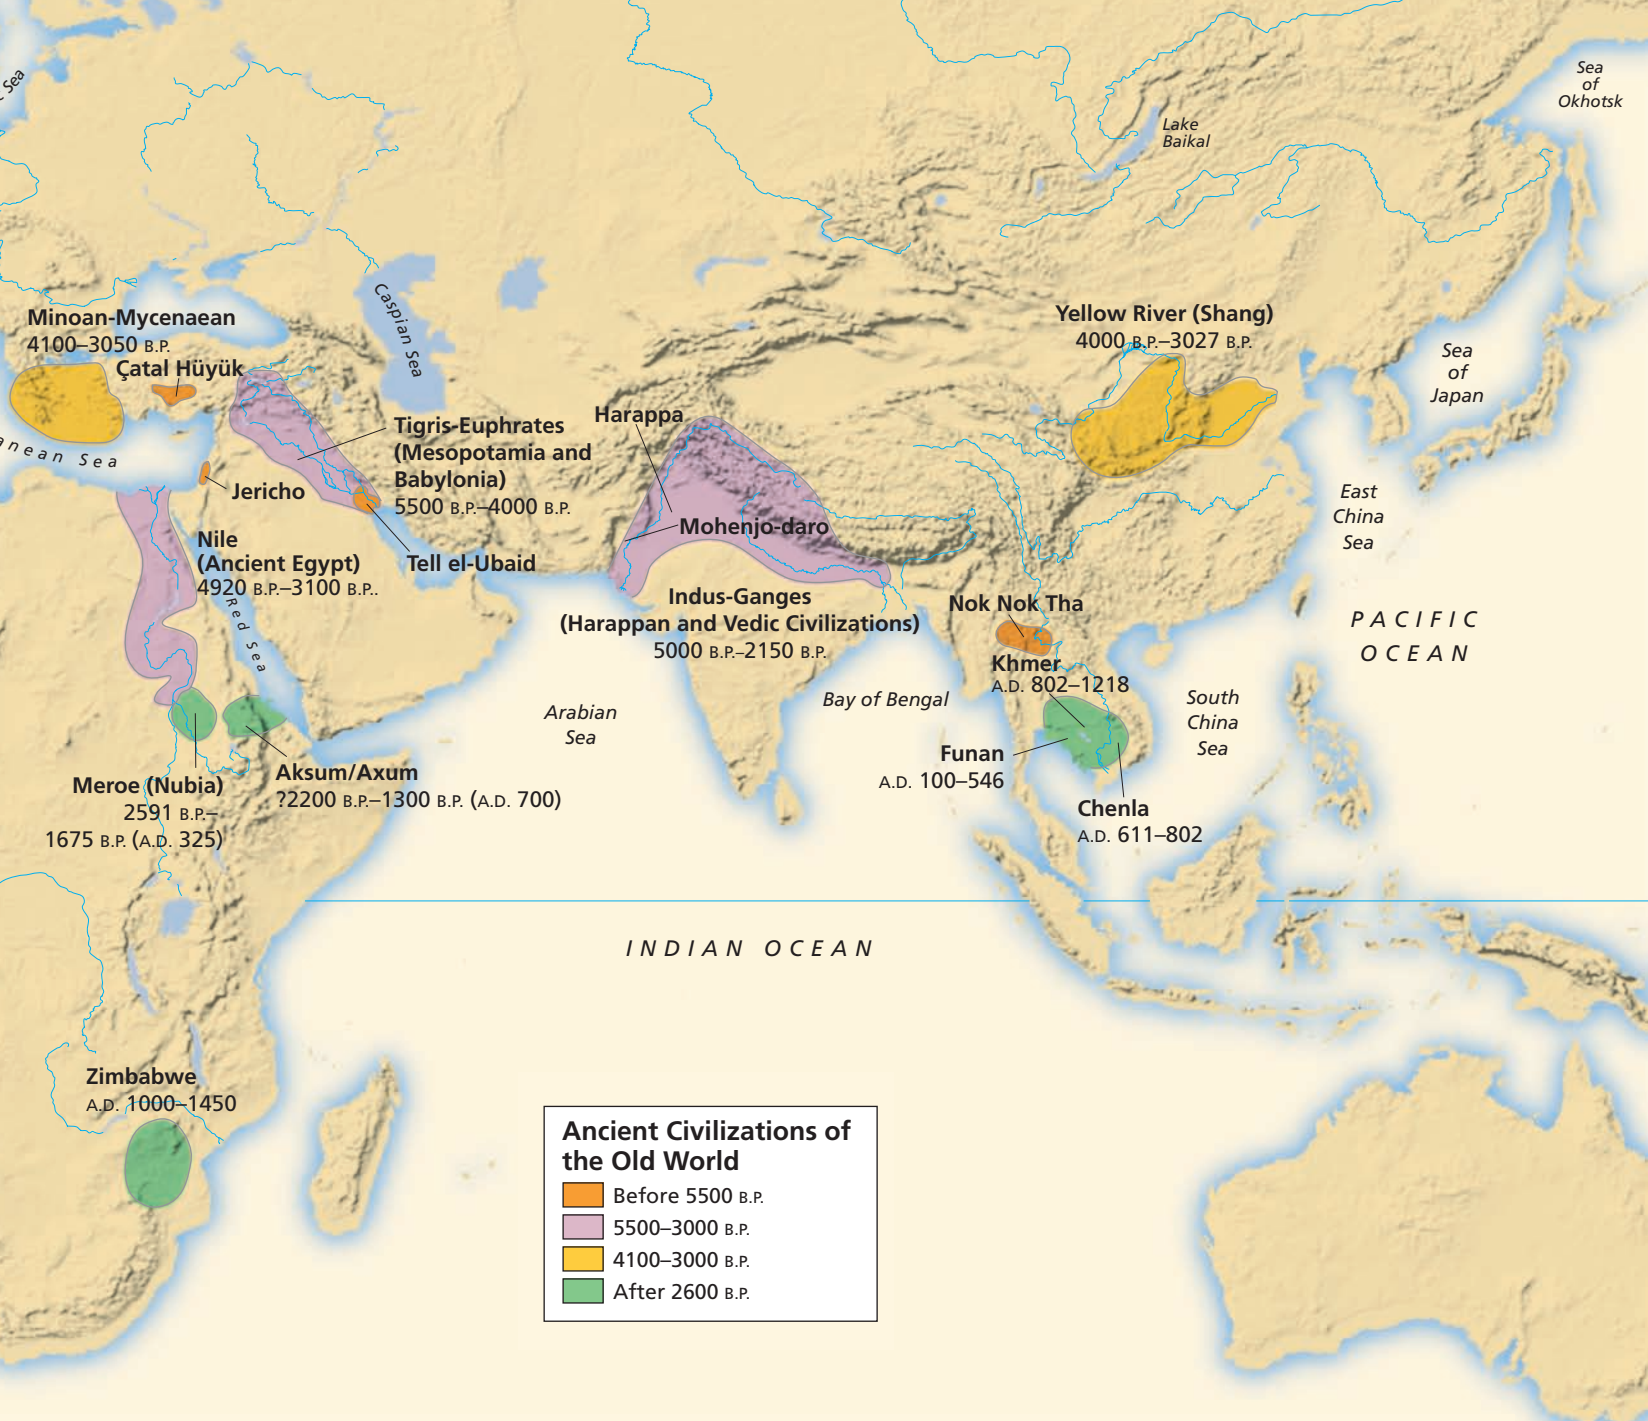 Sea
Sea
of
Okhotsk
Lake
Baikal
Caspian Sea
Minoan-Mycenaean
4100–3050 B.P.
Çatal Hüyük
Yellow River (Shang)
4000 B.P.–3027 B.P.
Sea
of
Japan
Tigris-Euphrates
(Mesopotamia and
Babylonia)
5500 B.P.–4000 B.P.
Harappa
anean Sea
Jericho
Mohenjo-daro
East
China
Sea
Nile
(Ancient Egypt)
4920 B.P.–3100 B.P..
Tell el-Ubaid
Red Sea
Indus-Ganges
(Harappan and Vedic Civilizations)
5000 B.P.–2150 B.P.
Nok Nok Tha
PACIFIC
OCEAN
Khmer
A.D. 802–1218
Arabian
Sea
Bay of Bengal
South
China
Sea
Funan
A.D. 100–546
Meroe (Nubia)
2591 B.P.–
1675 B.P. (A.D. 325)
Aksum/Axum
?2200 B.P.–1300 B.P. (A.D. 700)
Chenla
A.D. 611–802
INDIAN OCEAN
Zimbabwe
A.D. 1000–1450
Ancient Civilizations of
the Old World
Before 5500 B.P.
5500–3000 B.P.
4100–3000 B.P.
After 2600 B.P.